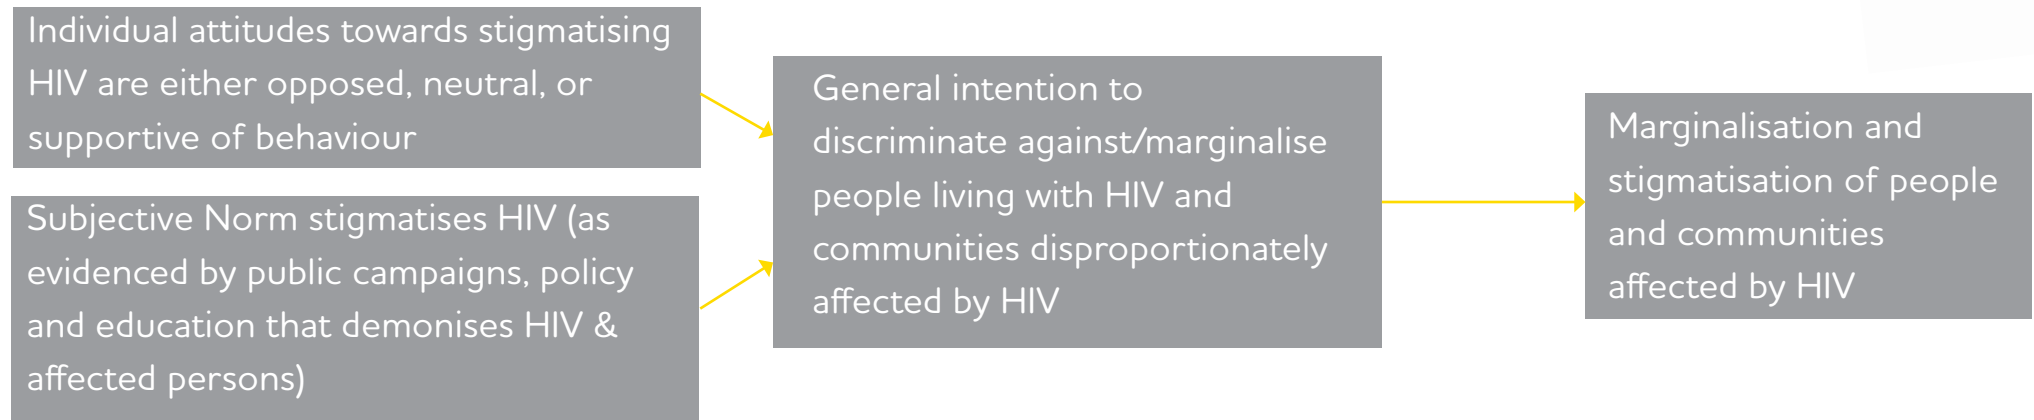 Individual attitudes towards stigmatising
HIV are either opposed, neutral, or
supportive of behaviour
Subjective Norm stigmatises HIV (as
evidenced by public campaigns, policy
and education that demonises HIV &
affected persons)
General intention to
discriminate against/marginalise
people living with HIV and
communities disproportionately
affected by HIV
Marginalisation and
stigmatisation of people
and communities
affected by HIV